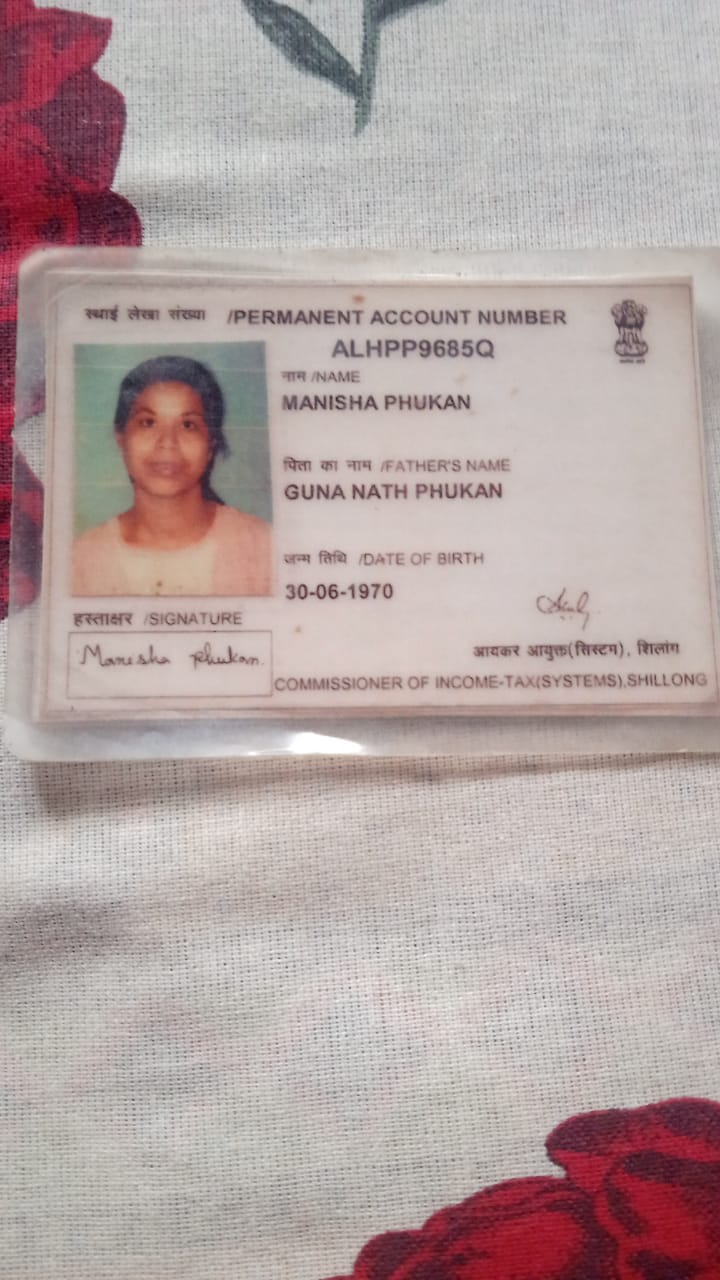 स्थाई लेखा संख्या /PERMANENT ACCOUNT NUMBER
ALHPP9685Q
नाम /NAME
MANISHA PHUKAN
पिता का नाम /FATHER'S NAME
GUNA NATH PHUKAN
जन्म तिथि /DATE OF BIRTH
30-06-1970
हस्ताक्षर /SIGNATURE
Manisha Phukan.
आयकर आयुक्त(सिस्टम), शिलांग
COMMISSIONER OF INCOME-TAX(SYSTEMS),SHILLONG